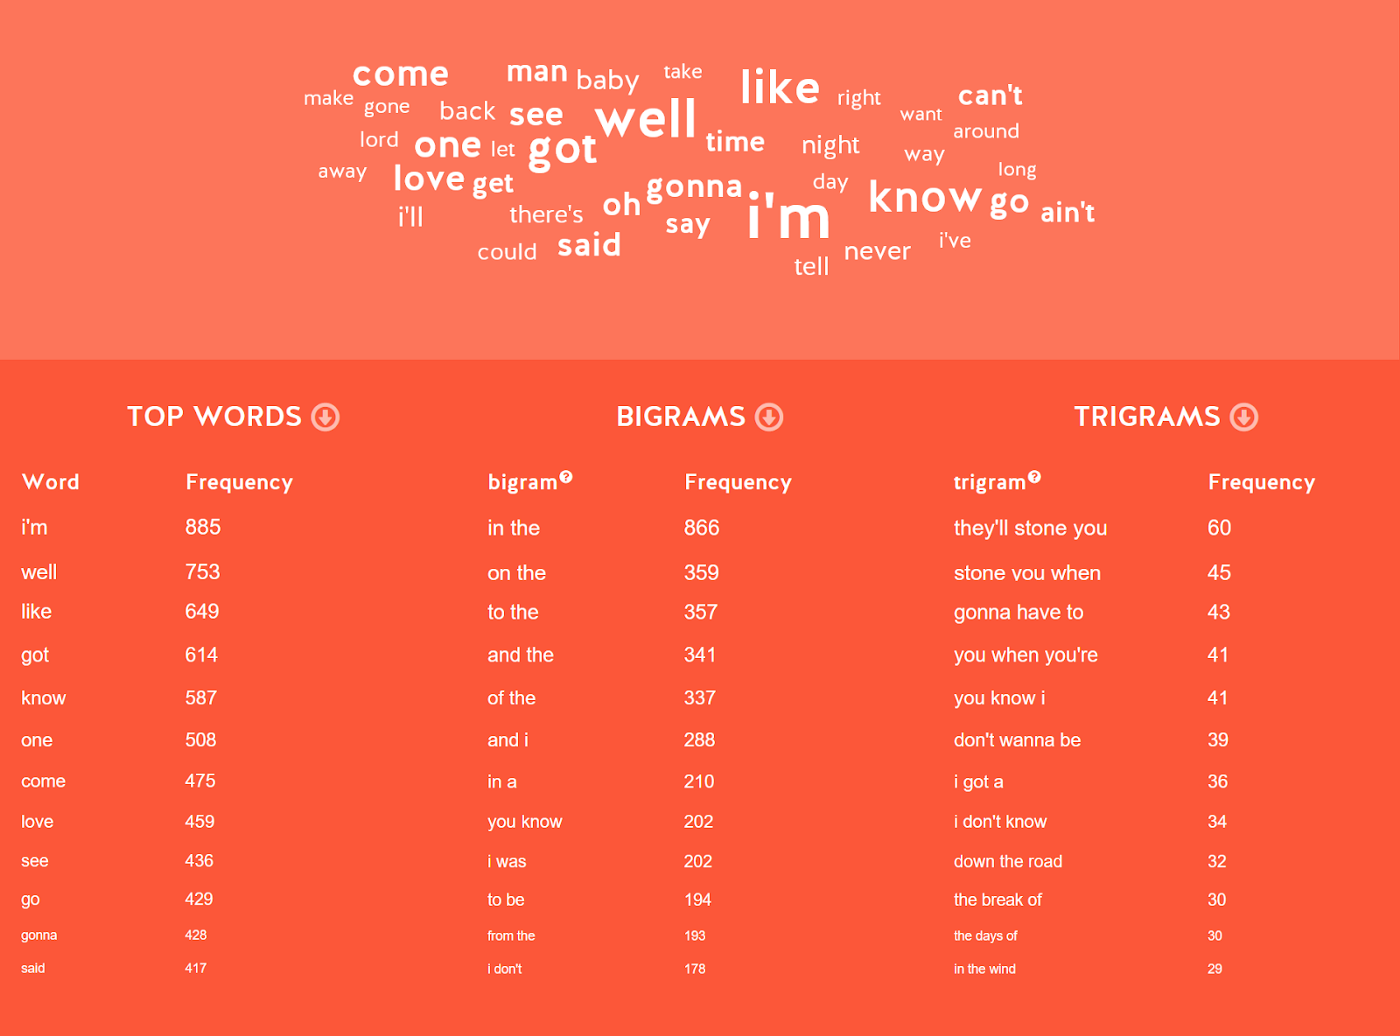 come man baby take like right can't
make gone back see well want
lord one let got time night way around
away love get gonna day know go long
i'll there's oh say i'm ain't
could said tell never i've
TOP WORDS BIGRAMS TRIGRAMS
Word Frequency bigram? Frequency trigram? Frequency
i'm 885 in the 866 they'll stone you 60
well 753 on the 359 stone you when 45
like 649 to the 357 gonna have to 43
got 614 and the 341 you when you're 41
know 587 of the 337 you know i 41
one 508 and i 288 don't wanna be 39
come 475 in a 210 i got a 36
love 459 you know 202 i don't know 34
see 436 i was 202 down the road 32
go 429 to be 194 the break of 30
gonna 428 from the 193 the days of 30
said 417 i don't 178 in the wind 29